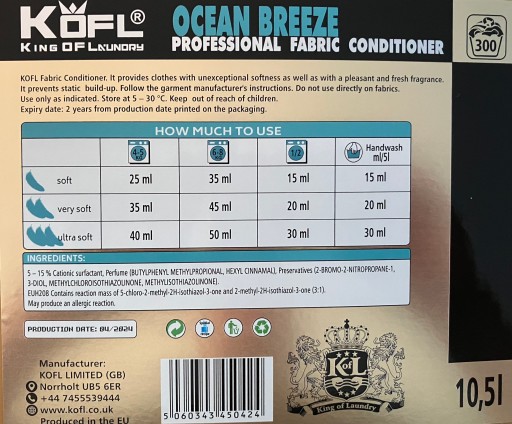 KOFL®
KING OF LAUNDRY
OCEAN BREEZE
PROFESSIONAL FABRIC CONDITIONER
300
KOFL Fabric Conditioner. It provides clothes with unexceptional softness as well as with a pleasant and fresh fragrance.
It prevents static build-up. Follow the garment manufacturer's instructions. Do not use directly on fabrics.
Use only as indicated. Store at 5 – 30 °C. Keep out of reach of children.
Expiry date: 2 years from production date printed on the packaging.
HOW MUCH TO USE
4-5 kg 6-8 kg 1/2 Handwash
ml/5l
soft 25 ml 35 ml 15 ml 15 ml
very soft 35 ml 45 ml 20 ml 20 ml
ultra soft 40 ml 50 ml 30 ml 30 ml
INGREDIENTS:
5 – 15 % Cationic surfactant, Perfume (BUTYLPHENYL METHYLPROPIONAL, HEXYL CINNAMAL), Preservatives (2-BROMO-2-NITROPROPANE-1,
3-DIOL, METHYLCHLOROISOTHIAZOLINONE, METHYLISOTHIAZOLINONE).
EUH208 Contains reaction mass of 5-chloro-2-methyl-2H-isothiazol-3-one and 2-methyl-2H-isothiazol-3-one (3:1).
May produce an allergic reaction.
PRODUCTION DATE: 04/2024
Manufacturer:
KOFL LIMITED (GB)
Norrholt UB5 6ER
+44 7455539444
www.kofl.co.uk
Produced in the EU
5 060343 450424
KofL
King of Laundry
10,5l